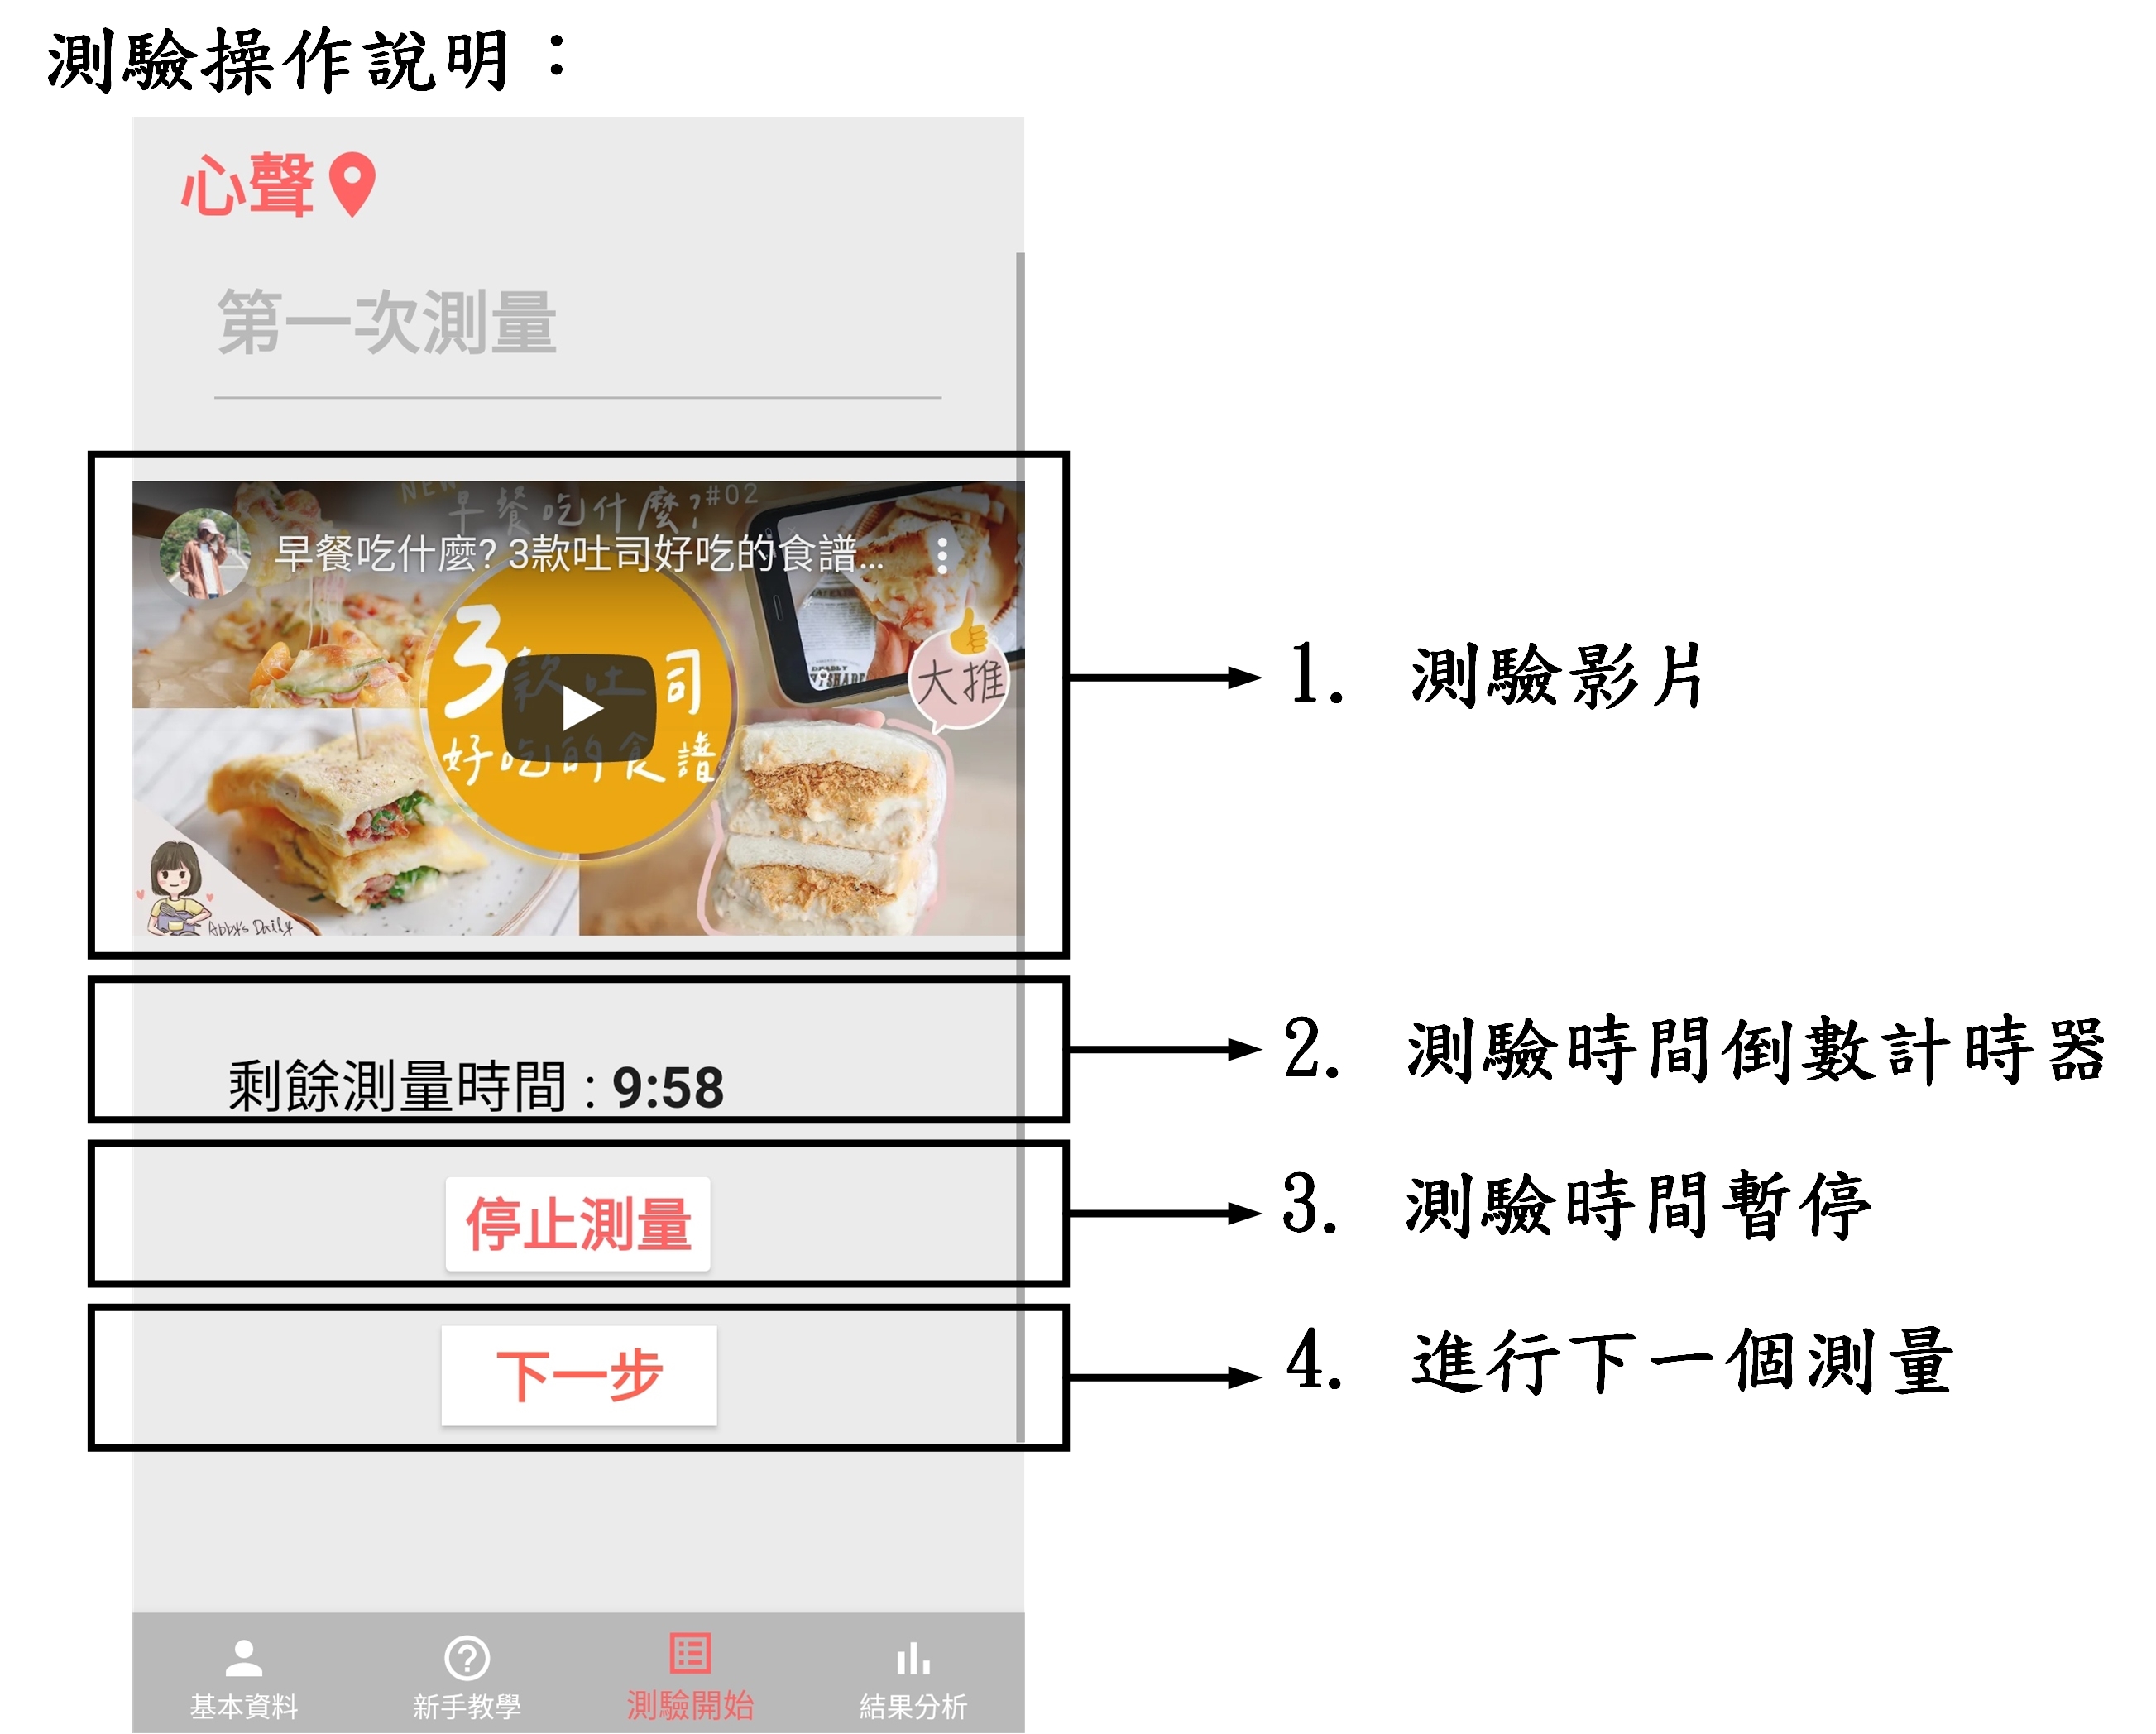 測驗操作說明：
心聲
第一次測量
NEW
早餐吃什麼?#02
早餐吃什麼? 3款吐司好吃的食譜...
3款吐司
好吃的食譜
大推
Abby's Daily
1. 測驗影片
剩餘測量時間 : 9:58
2. 測驗時間倒數計時器
停止測量
3. 測驗時間暫停
下一步
4. 進行下一個測量
基本資料
新手教學
測驗開始
結果分析